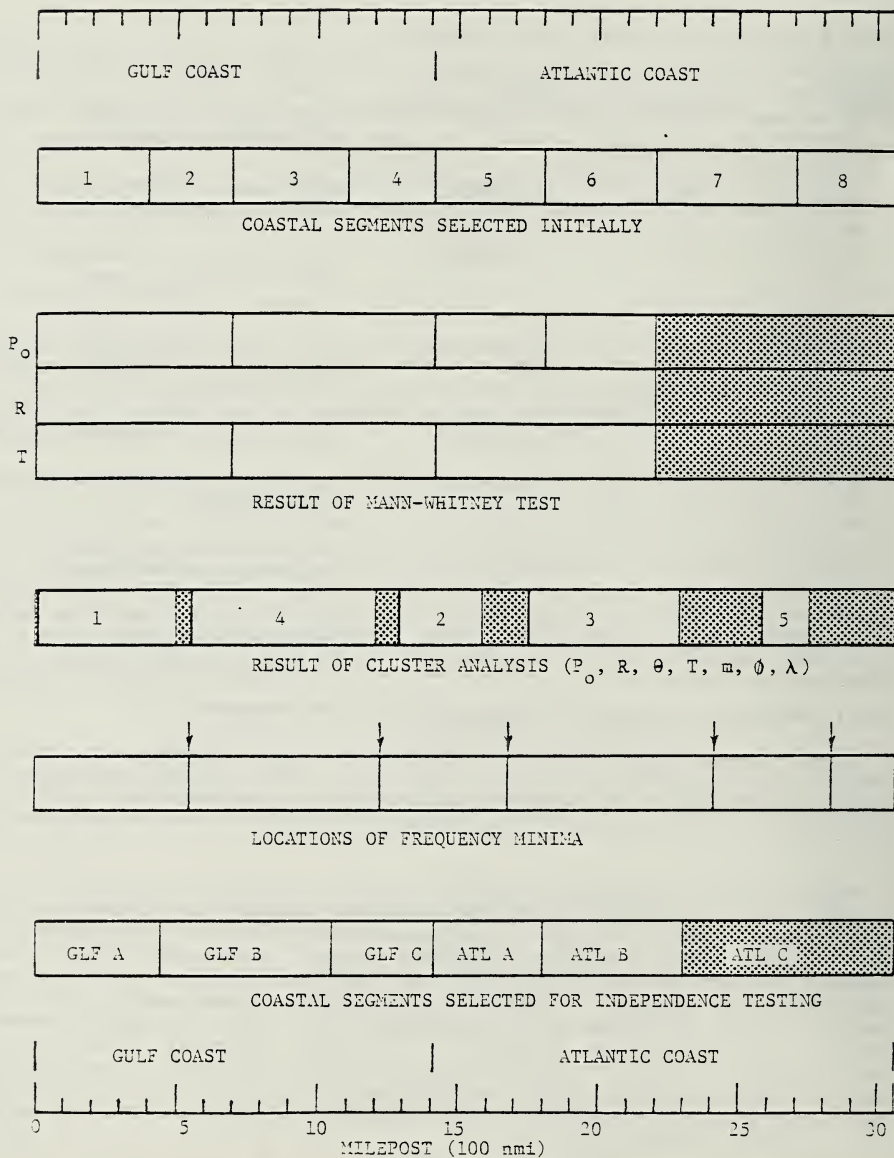 GULF COAST ATLANTIC COAST
1 2 3 4 5 6 7 8
COASTAL SEGMENTS SELECTED INITIALLY
Po
R
T
RESULT OF MANN-WHITNEY TEST
1 4 2 3 5
RESULT OF CLUSTER ANALYSIS (Po, R, θ, T, m, ϕ, λ)
LOCATIONS OF FREQUENCY MINIMA
GLF A GLF B GLF C ATL A ATL B ATL C
COASTAL SEGMENTS SELECTED FOR INDEPENDENCE TESTING
GULF COAST ATLANTIC COAST
0 5 10 15 20 25 30
MILEPOST (100 nmi)